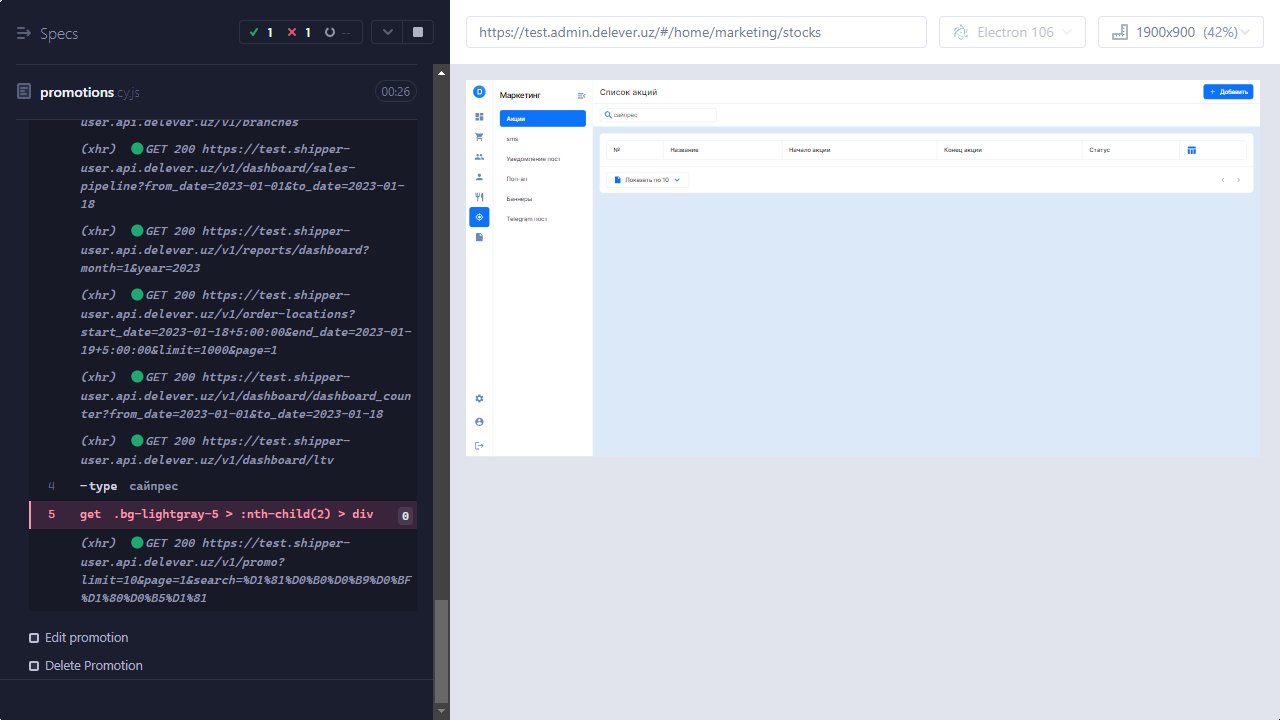 Specs
1
1
--
promotions.cy.js
00:26
user.api.delever.uz/v1/branches
(xhr) GET 200 https://test.shipper-
user.api.delever.uz/v1/dashboard/sales-
pipeline?from_date=2023-01-01&to_date=2023-01-
18
(xhr) GET 200 https://test.shipper-
user.api.delever.uz/v1/reports/dashboard?
month=1&year=2023
(xhr) GET 200 https://test.shipper-
user.api.delever.uz/v1/order-locations?
start_date=2023-01-18+5:00:00&end_date=2023-01-
19+5:00:00&limit=1000&page=1
(xhr) GET 200 https://test.shipper-
user.api.delever.uz/v1/dashboard/dashboard_coun
ter?from_date=2023-01-01&to_date=2023-01-18
(xhr) GET 200 https://test.shipper-
user.api.delever.uz/v1/dashboard/ltv
4 -type сайпрес
5 get .bg-lightgray-5 > :nth-child(2) > div 0
(xhr) GET 200 https://test.shipper-
user.api.delever.uz/v1/promo?
limit=10&page=1&search=%D1%81%D0%B0%D0%B9%D0%BF
%D1%80%D0%B5%D1%81
Edit promotion
Delete Promotion
https://test.admin.delever.uz/#/home/marketing/stocks
Electron 106
1900x900 (42%)
D
Маркетинг
Акции
sms
Уведомление пост
Поп-ап
Баннеры
Telegram пост
Список акций
+ Добавить
сайпрес
№ Название Начало акции Конец акции Статус
Показать по 10